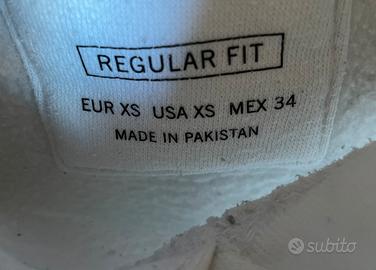 REGULAR FIT
EUR XS USA XS MEX 34
MADE IN PAKISTAN
subito